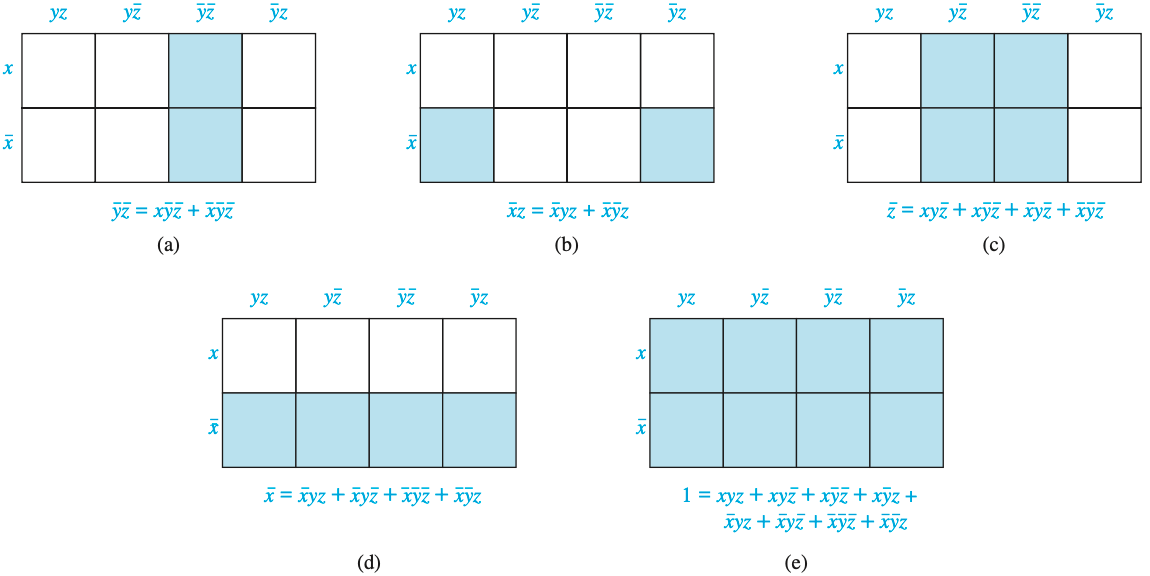 yz yz̄ ȳz̄ ȳz
x
x̄
ȳz̄ = xȳz̄ + x̄ȳz̄
(a)
yz yz̄ ȳz̄ ȳz
x
x̄
x̄z = x̄yz + x̄ȳz
(b)
yz yz̄ ȳz̄ ȳz
x
x̄
z̄ = xyz̄ + xȳz̄ + x̄yz̄ + x̄ȳz̄
(c)
yz yz̄ ȳz̄ ȳz
x
x̄
x̄ = x̄yz + x̄yz̄ + x̄ȳz̄ + x̄ȳz
(d)
yz yz̄ ȳz̄ ȳz
x
x̄
1 = xyz + xyz̄ + xȳz̄ + xȳz +
x̄yz + x̄yz̄ + x̄ȳz̄ + x̄ȳz
(e)